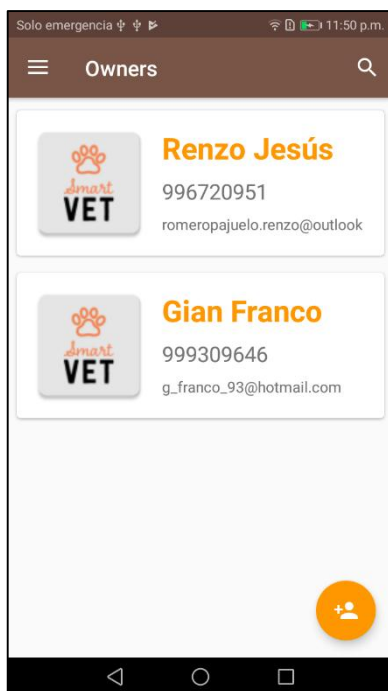 Solo emergencia 11:50 p.m.
Owners
Smart
VET
Renzo Jesús
996720951
romeropajuelo.renzo@outlook
Smart
VET
Gian Franco
999309646
g_franco_93@hotmail.com